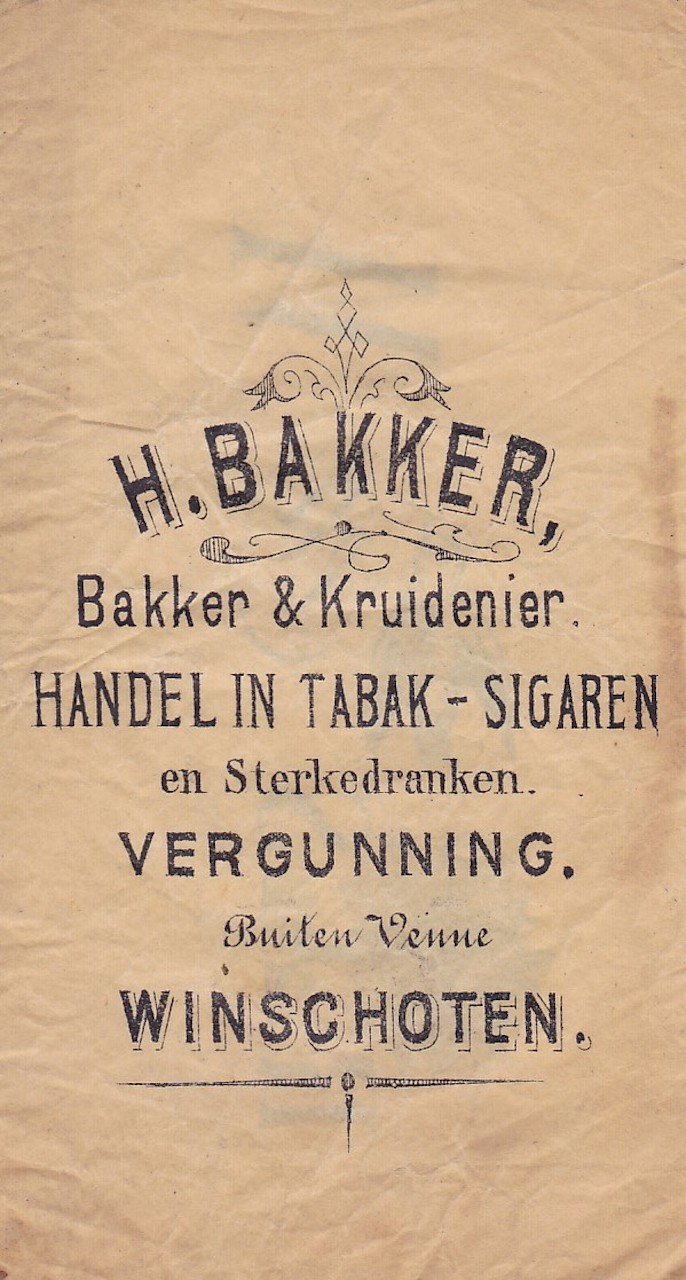 H. BAKKER,
Bakker & Kruidenier.
HANDEL IN TABAK - SIGAREN
en Sterkedranken.
VERGUNNING.
Buiten Venne
WINSCHOTEN.